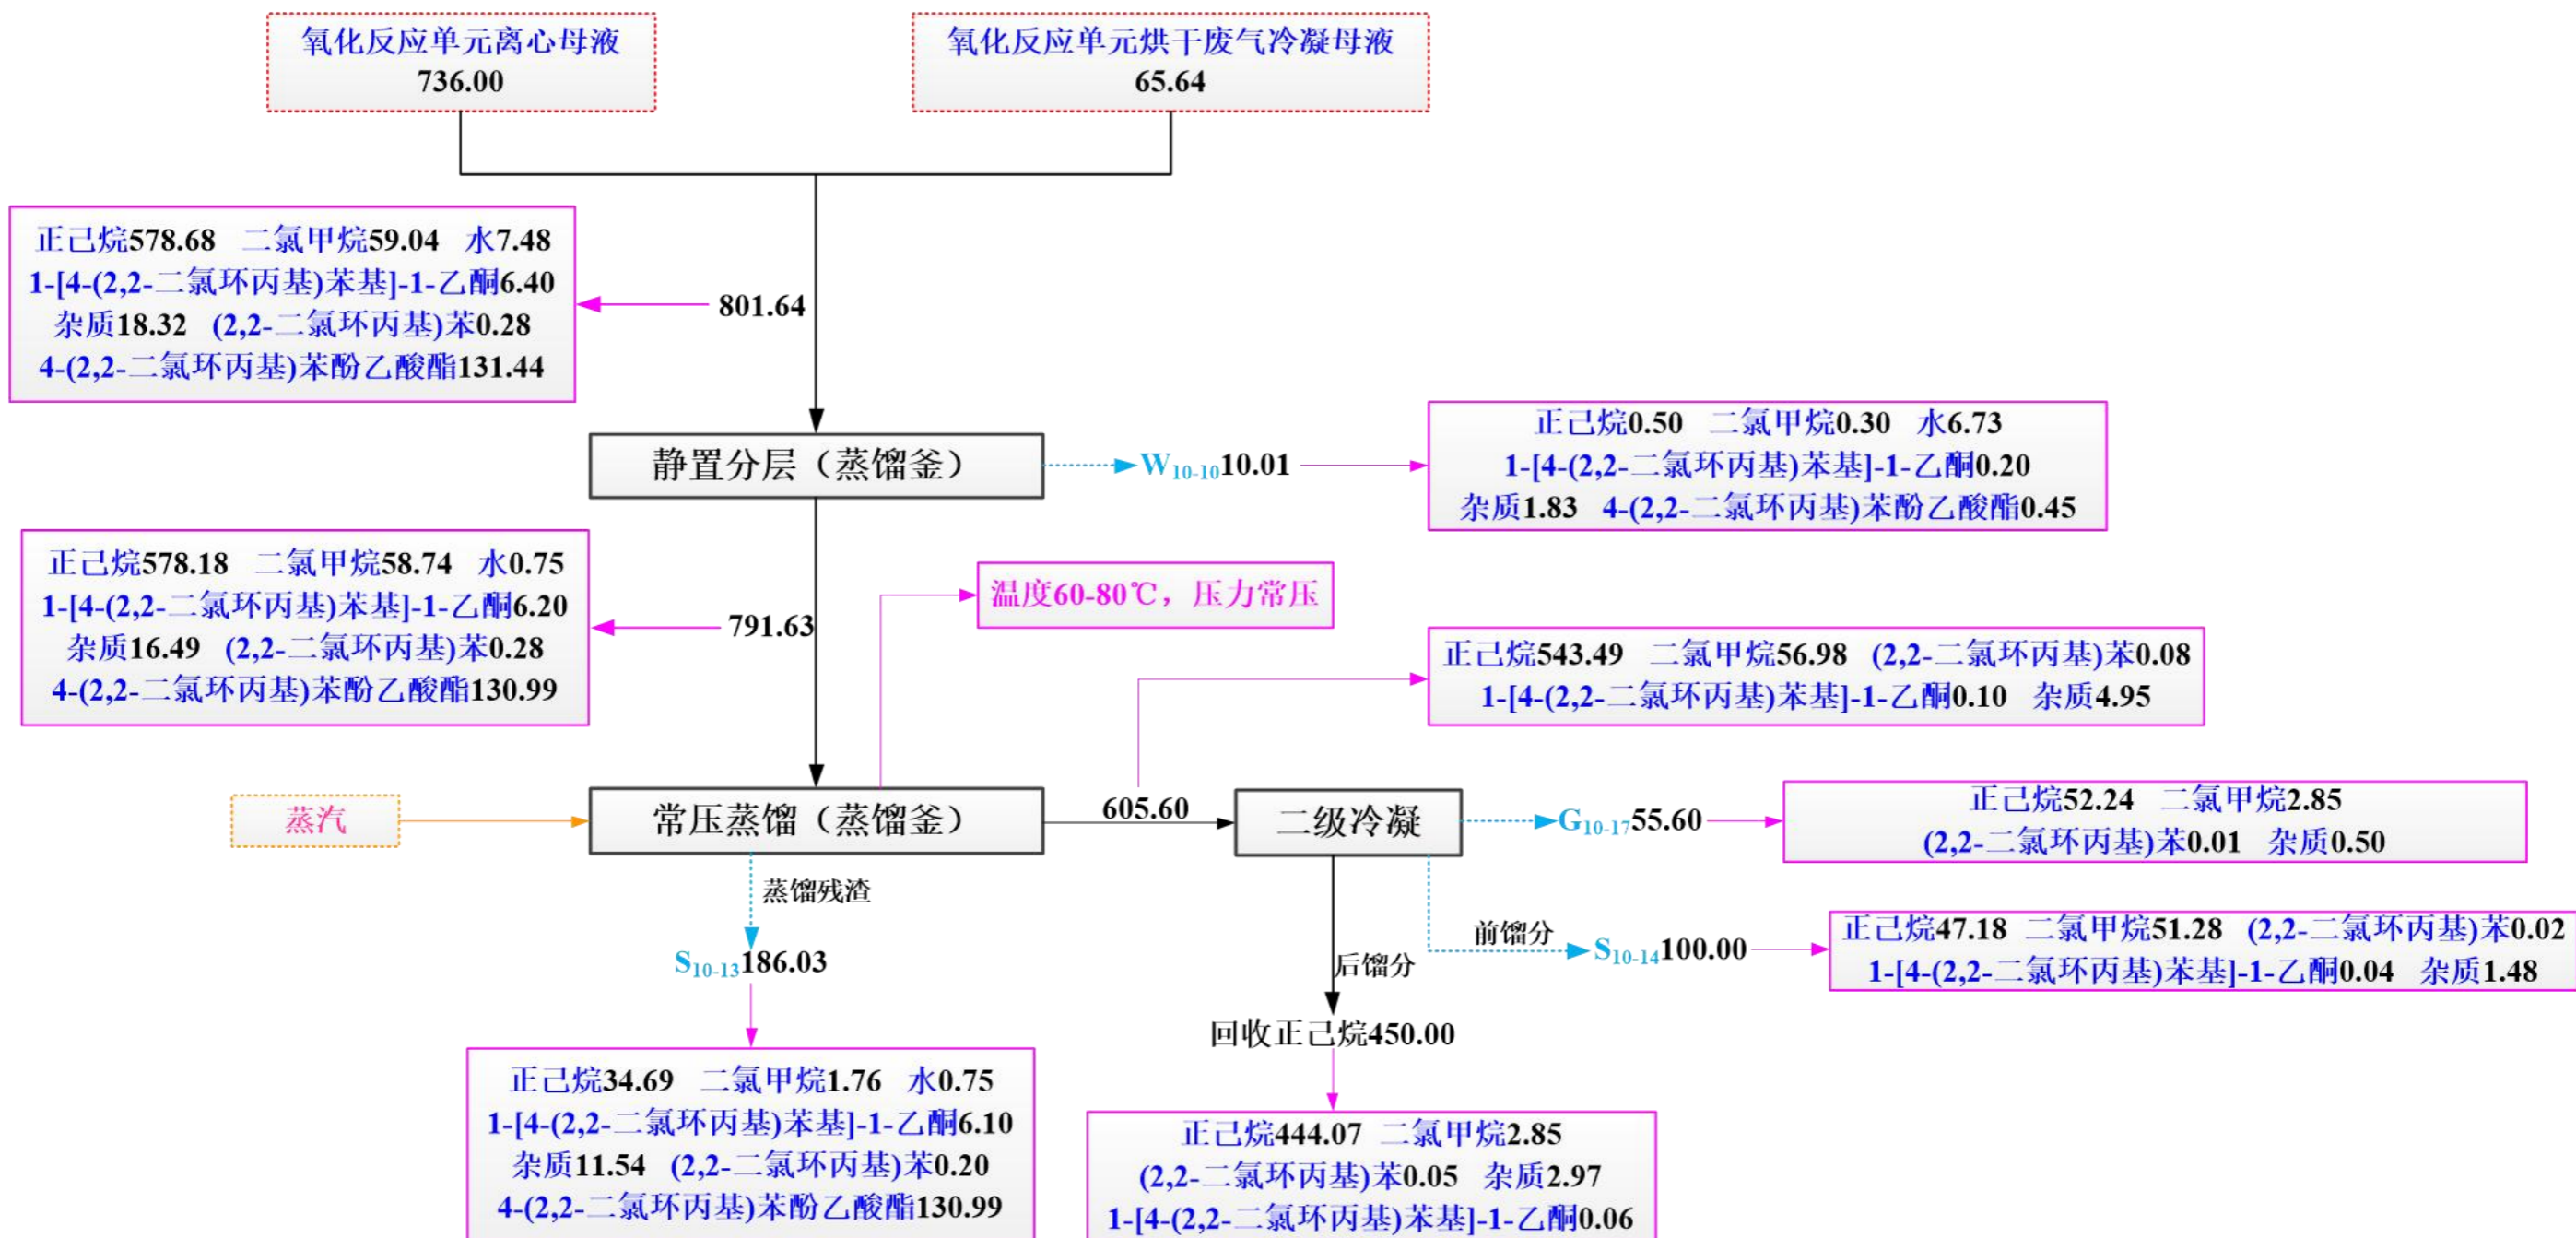 氧化反应单元离心母液
736.00
氧化反应单元烘干废气冷凝母液
65.64
正己烷578.68 二氯甲烷59.04 水7.48
1-[4-(2,2-二氯环丙基)苯基]-1-乙酮6.40
杂质18.32 (2,2-二氯环丙基)苯0.28
4-(2,2-二氯环丙基)苯酚乙酸酯131.44
801.64
静置分层（蒸馏釜）
W10-1010.01
正己烷0.50 二氯甲烷0.30 水6.73
1-[4-(2,2-二氯环丙基)苯基]-1-乙酮0.20
杂质1.83 4-(2,2-二氯环丙基)苯酚乙酸酯0.45
正己烷578.18 二氯甲烷58.74 水0.75
1-[4-(2,2-二氯环丙基)苯基]-1-乙酮6.20
杂质16.49 (2,2-二氯环丙基)苯0.28
4-(2,2-二氯环丙基)苯酚乙酸酯130.99
791.63
温度60-80℃，压力常压
正己烷543.49 二氯甲烷56.98 (2,2-二氯环丙基)苯0.08
1-[4-(2,2-二氯环丙基)苯基]-1-乙酮0.10 杂质4.95
蒸汽
常压蒸馏（蒸馏釜）
605.60
二级冷凝
G10-1755.60
正己烷52.24 二氯甲烷2.85
(2,2-二氯环丙基)苯0.01 杂质0.50
蒸馏残渣
S10-13186.03
前馏分
S10-14100.00
正己烷47.18 二氯甲烷51.28 (2,2-二氯环丙基)苯0.02
1-[4-(2,2-二氯环丙基)苯基]-1-乙酮0.04 杂质1.48
后馏分
回收正己烷450.00
正己烷34.69 二氯甲烷1.76 水0.75
1-[4-(2,2-二氯环丙基)苯基]-1-乙酮6.10
杂质11.54 (2,2-二氯环丙基)苯0.20
4-(2,2-二氯环丙基)苯酚乙酸酯130.99
正己烷444.07 二氯甲烷2.85
(2,2-二氯环丙基)苯0.05 杂质2.97
1-[4-(2,2-二氯环丙基)苯基]-1-乙酮0.06